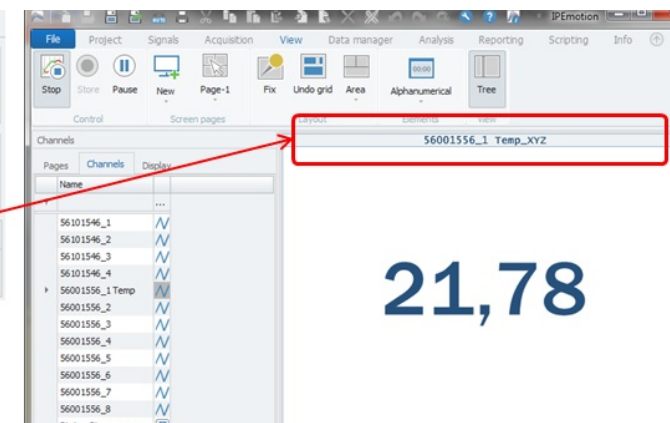 IPEmotion
File Project Signals Acquisition View Data manager Analysis Reporting Scripting Info
Stop Store Pause New Page-1 Fix Undo grid Area Alphanumerical Tree
00:00
Control Screen pages Layout Elements View
Channels
56001556_1 Temp_XYZ
Pages Channels Display
Name
...
56101546_1
56101546_2
56101546_3
56101546_4
56001556_1 Temp
56001556_2
56001556_3
56001556_4
56001556_5
56001556_6
56001556_7
56001556_8
21,78